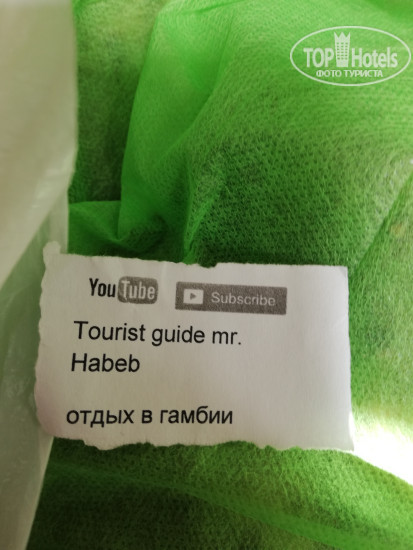 TOP Hotels
ФОТО ТУРИСТА
YouTube Subscribe
Tourist guide mr.
Habeb
отдых в гамбии